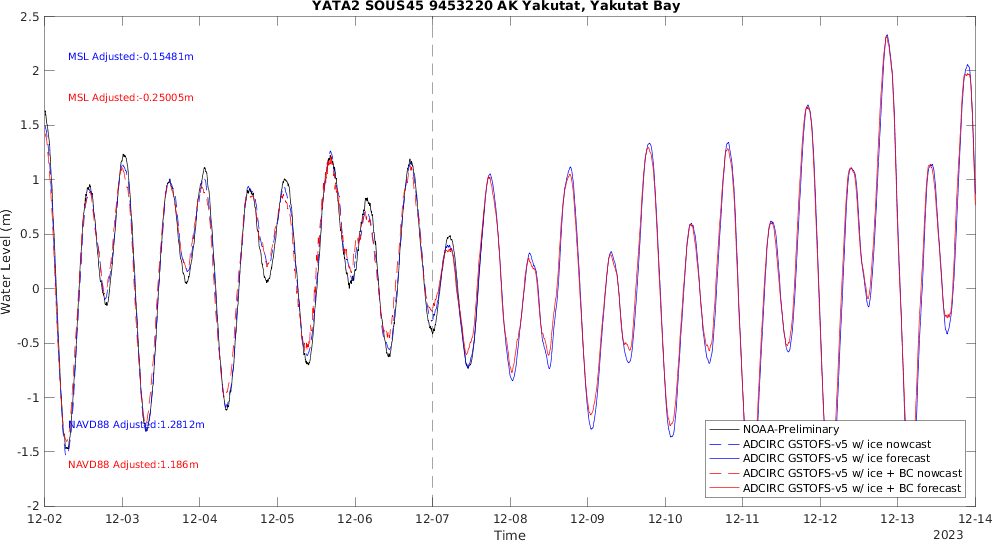 YATA2 SOUS45 9453220 AK Yakutat, Yakutat Bay
2.5
2
1.5
1
0.5
0
-0.5
-1
-1.5
-2
Water Level (m)
MSL Adjusted:-0.15481m
MSL Adjusted:-0.25005m
NAVD88 Adjusted:1.2812m
NAVD88 Adjusted:1.186m
NOAA-Preliminary
ADCIRC GSTOFS-v5 w/ ice nowcast
ADCIRC GSTOFS-v5 w/ ice forecast
ADCIRC GSTOFS-v5 w/ ice + BC nowcast
ADCIRC GSTOFS-v5 w/ ice + BC forecast
12-02 12-03 12-04 12-05 12-06 12-07 12-08 12-09 12-10 12-11 12-12 12-13 12-14
Time
2023